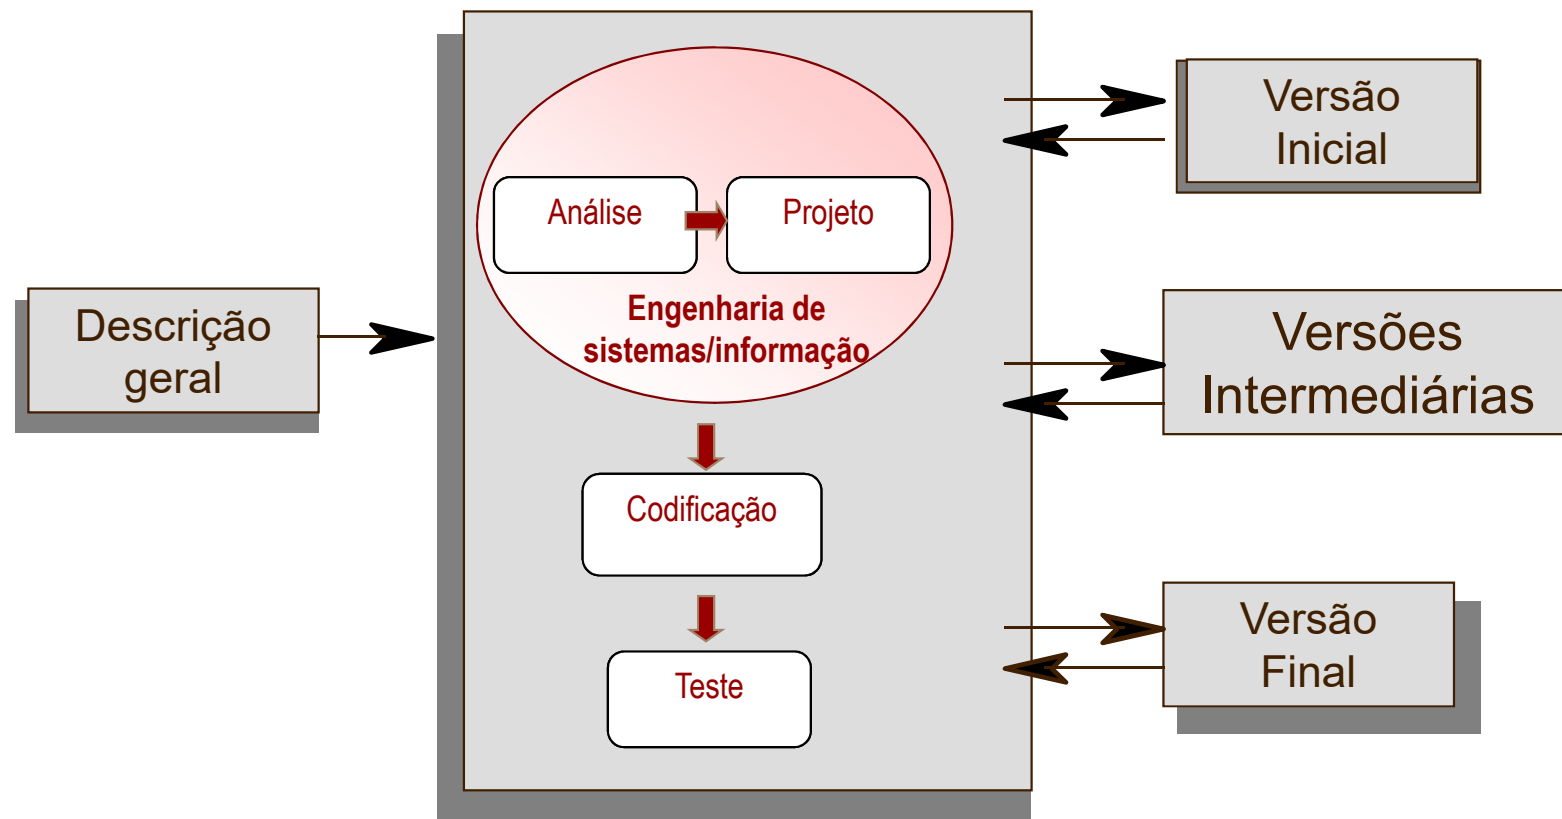 Descrição
geral
Análise
Projeto
Engenharia de
sistemas/informação
Codificação
Teste
Versão
Inicial
Versões
Intermediárias
Versão
Final